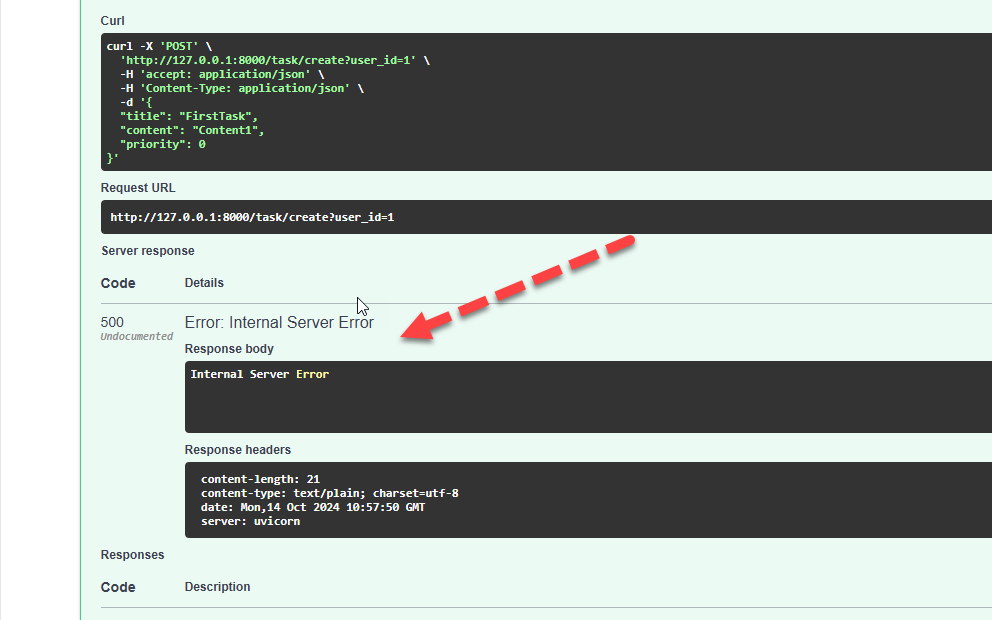 Curl
curl -X 'POST' \
'http://127.0.0.1:8000/task/create?user_id=1' \
-H 'accept: application/json' \
-H 'Content-Type: application/json' \
-d '{
"title": "FirstTask",
"content": "Content1",
"priority": 0
}'
Request URL
http://127.0.0.1:8000/task/create?user_id=1
Server response
Code Details
500 Error: Internal Server Error
Undocumented
Response body
Internal Server Error
Response headers
content-length: 21
content-type: text/plain; charset=utf-8
date: Mon,14 Oct 2024 10:57:50 GMT
server: uvicorn
Responses
Code Description